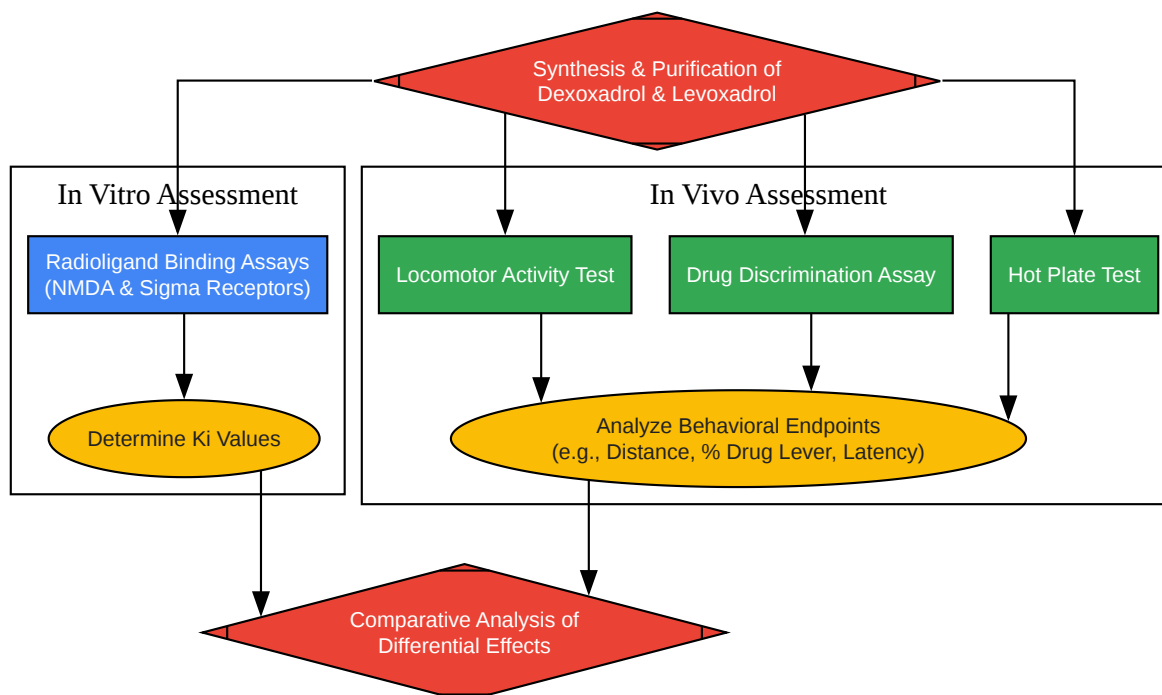 Synthesis & Purification of
Dexoxadrol & Levoxadrol
In Vitro Assessment
In Vivo Assessment
Radioligand Binding Assays
(NMDA & Sigma Receptors)
Locomotor Activity Test
Drug Discrimination Assay
Hot Plate Test
Determine Ki Values
Analyze Behavioral Endpoints
(e.g., Distance, % Drug Lever, Latency)
Comparative Analysis of
Differential Effects